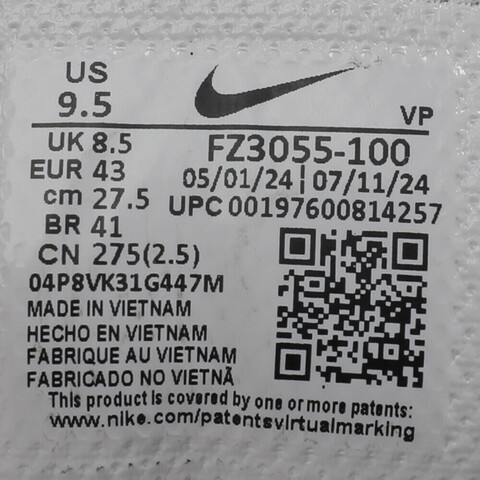 US
9.5
VP
UK 8.5
EUR 43
cm 27.5
BR 41
CN 275(2.5)
FZ3055-100
05/01/24 | 07/11/24
UPC 00197600814257
04P8VK31G447M
MADE IN VIETNAM
HECHO EN VIETNAM
FABRIQUE AU VIETNAM
FABRICADO NO VIETNÃ
This product is covered by one or more patents:
www.nike.com/patentsvirtualmarking